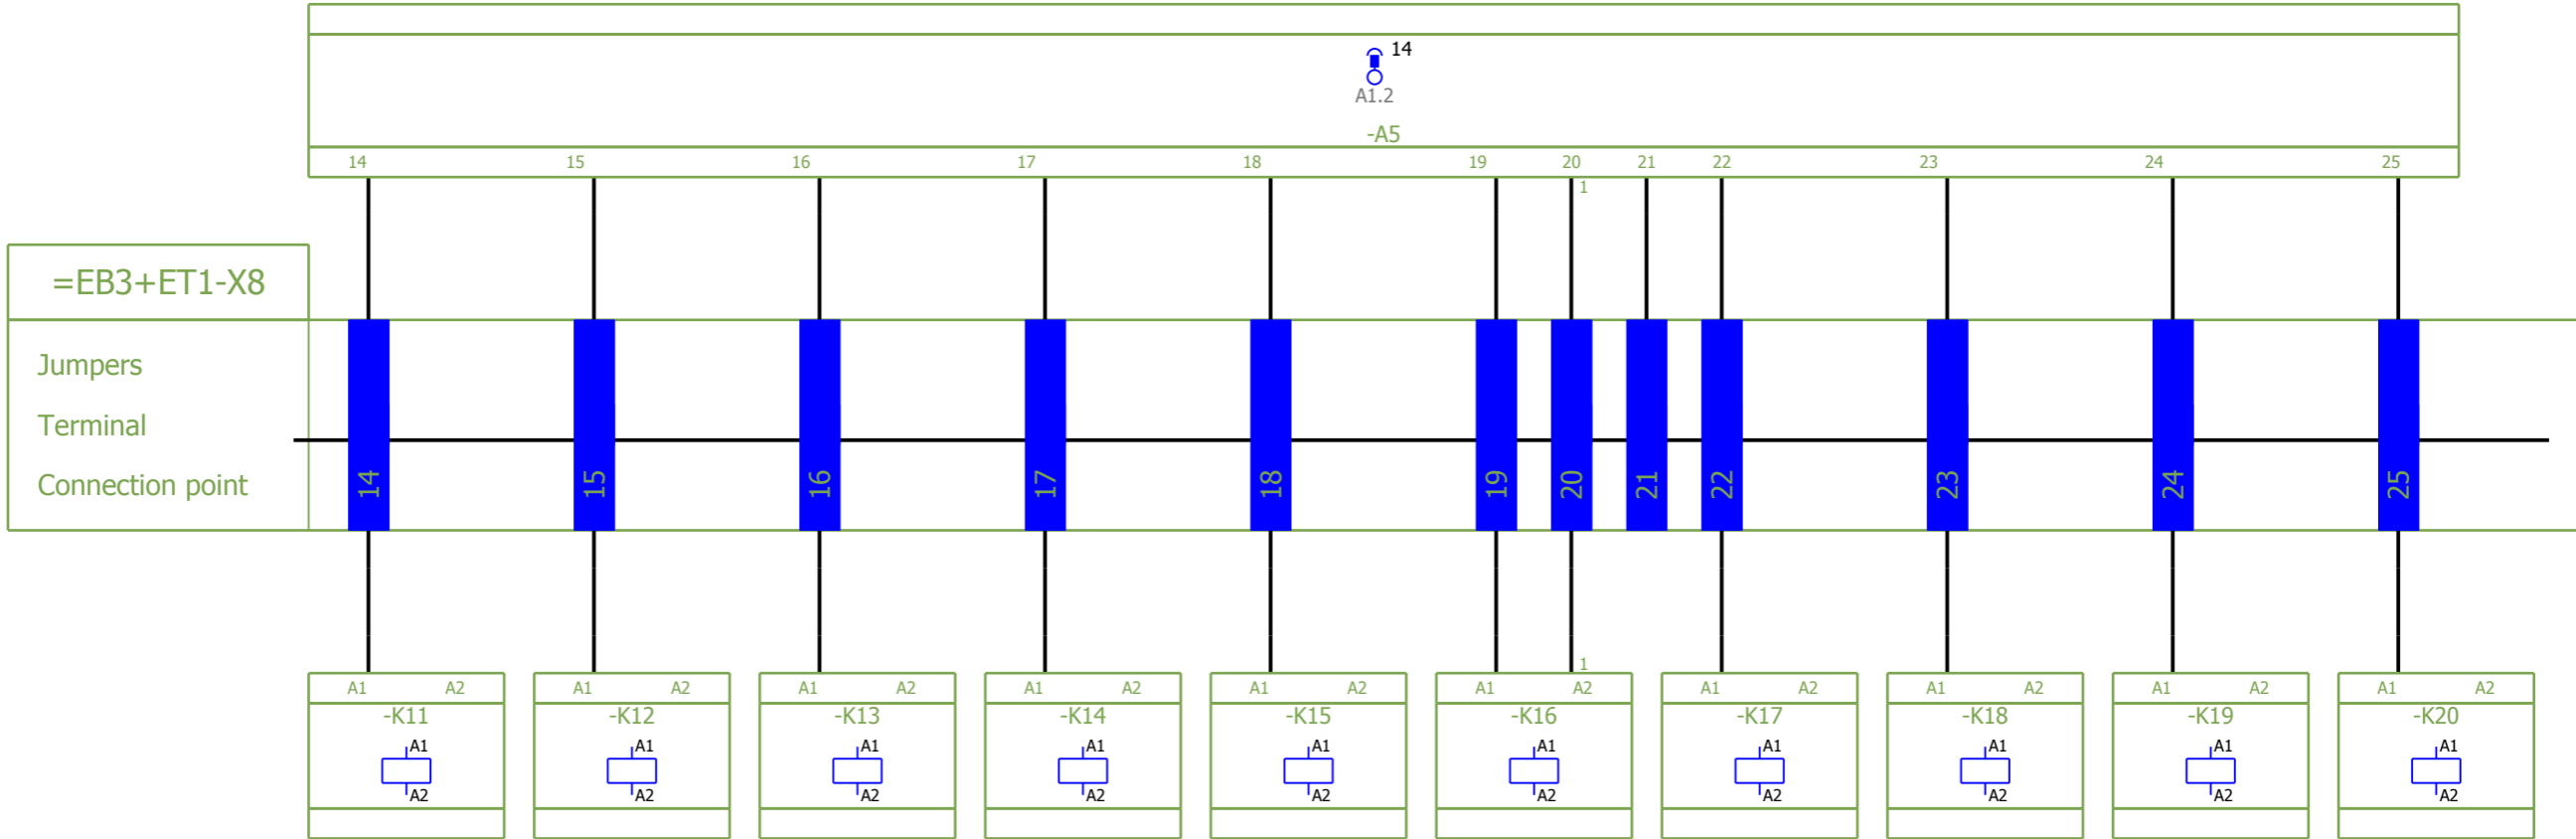 14
A1.2
-A5
14 15 16 17 18 19 20 21 22 23 24 25
1
=EB3+ET1-X8
Jumpers
Terminal
Connection point
14 15 16 17 18 19 20 21 22 23 24 25
1
A1 A2 A1 A2 A1 A2 A1 A2 A1 A2 A1 A2 A1 A2 A1 A2 A1 A2 A1 A2
-K11 -K12 -K13 -K14 -K15 -K16 -K17 -K18 -K19 -K20
A1 A1 A1 A1 A1 A1 A1 A1 A1 A1
A2 A2 A2 A2 A2 A2 A2 A2 A2 A2